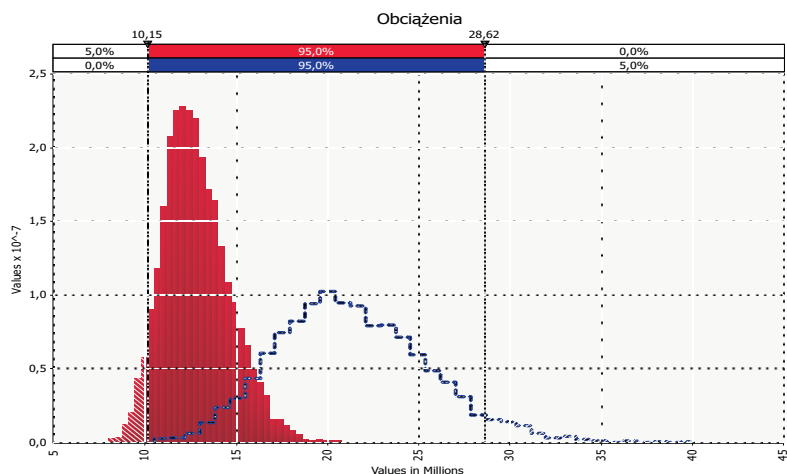 Obciążenia
10,15 28,62
5,0% 95,0% 0,0%
0,0% 95,0% 5,0%
2,5
2,0
1,5
1,0
0,5
0,0
Values x 10^-7
5 10 15 20 25 30 35 40 45
Values in Millions